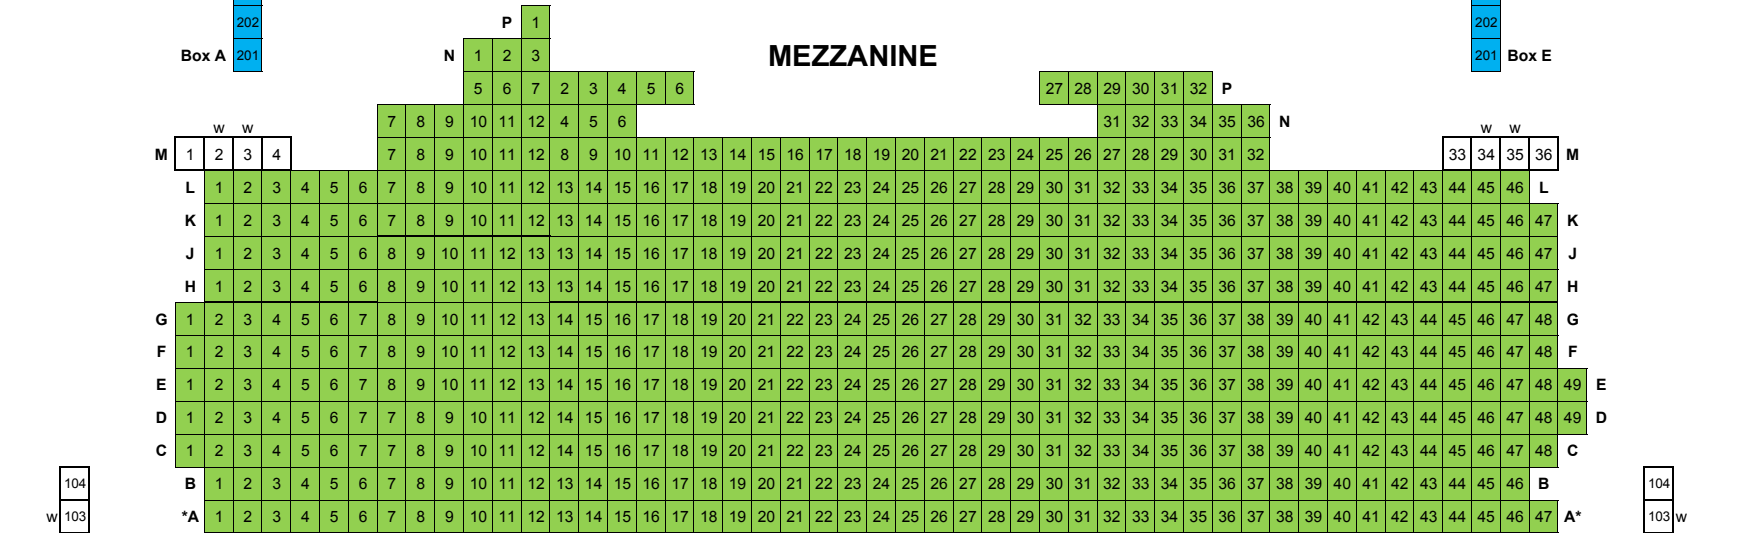 202 P 1 202
Box A 201 N 1 2 3 MEZZANINE 201 Box E
5 6 7 2 3 4 5 6 27 28 29 30 31 32 P
7 8 9 10 11 12 4 5 6 31 32 33 34 35 36 N
w w w w
M 1 2 3 4 7 8 9 10 11 12 8 9 10 11 12 13 14 15 16 17 18 19 20 21 22 23 24 25 26 27 28 29 30 31 32 33 34 35 36 M
L 1 2 3 4 5 6 7 8 9 10 11 12 13 14 15 16 17 18 19 20 21 22 23 24 25 26 27 28 29 30 31 32 33 34 35 36 37 38 39 40 41 42 43 44 45 46 L
K 1 2 3 4 5 6 7 8 9 10 11 12 13 14 15 16 17 18 19 20 21 22 23 24 25 26 27 28 29 30 31 32 33 34 35 36 37 38 39 40 41 42 43 44 45 46 47 K
J 1 2 3 4 5 6 8 9 10 11 12 13 13 14 15 16 17 18 19 20 21 22 23 24 25 26 27 28 29 30 31 32 33 34 35 36 37 38 39 40 41 42 43 44 45 46 47 J
H 1 2 3 4 5 6 8 9 10 11 12 13 13 14 15 16 17 18 19 20 21 22 23 24 25 26 27 28 29 30 31 32 33 34 35 36 37 38 39 40 41 42 43 44 45 46 47 H
G 1 2 3 4 5 6 7 8 9 10 11 12 13 14 15 16 17 18 19 20 21 22 23 24 25 26 27 28 29 30 31 32 33 34 35 36 37 38 39 40 41 42 43 44 45 46 47 48 G
F 1 2 3 4 5 6 7 8 9 10 11 12 13 14 15 16 17 18 19 20 21 22 23 24 25 26 27 28 29 30 31 32 33 34 35 36 37 38 39 40 41 42 43 44 45 46 47 48 F
E 1 2 3 4 5 6 7 8 9 10 11 12 13 14 15 16 17 18 19 20 21 22 23 24 25 26 27 28 29 30 31 32 33 34 35 36 37 38 39 40 41 42 43 44 45 46 47 48 49 E
D 1 2 3 4 5 6 7 7 8 9 10 11 12 14 15 16 17 18 19 20 21 22 23 24 25 26 27 28 29 30 31 32 33 34 35 36 37 38 39 40 41 42 43 44 45 46 47 48 49 D
C 1 2 3 4 5 6 7 7 8 9 10 11 12 14 15 16 17 18 19 20 21 22 23 24 25 26 27 28 29 30 31 32 33 34 35 36 37 38 39 40 41 42 43 44 45 46 47 48 C
104 B 1 2 3 4 5 6 7 8 9 10 11 12 13 14 15 16 17 18 19 20 21 22 23 24 25 26 27 28 29 30 31 32 33 34 35 36 37 38 39 40 41 42 43 44 45 46 B 104
w 103 *A 1 2 3 4 5 6 7 8 9 10 11 12 13 14 15 16 17 18 19 20 21 22 23 24 25 26 27 28 29 30 31 32 33 34 35 36 37 38 39 40 41 42 43 44 45 46 47 A* 103 w